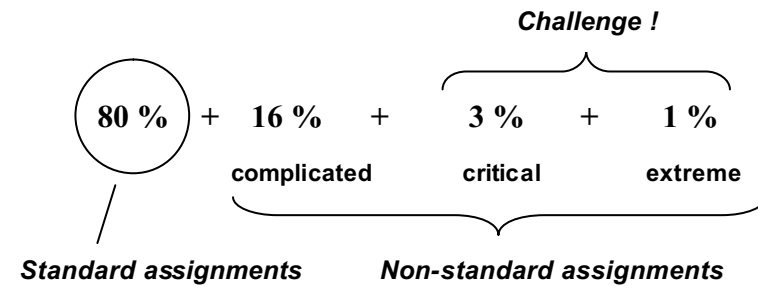 Challenge !
80 % + 16 % + 3 % + 1 %
complicated critical extreme
Standard assignments Non-standard assignments